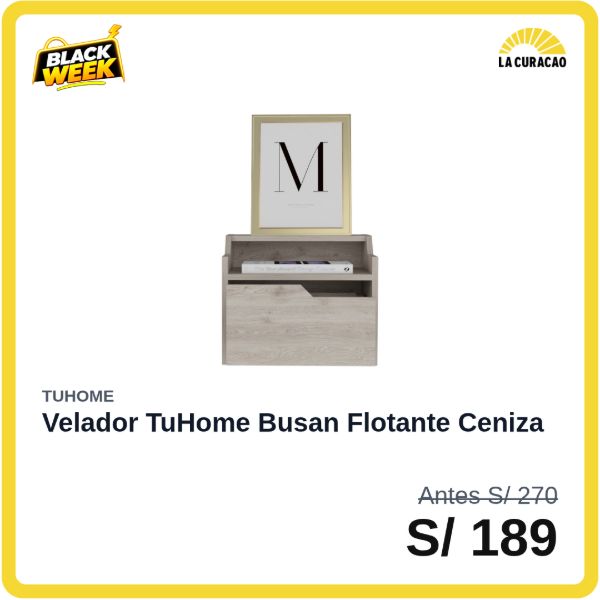 BLACK
WEEK
LA CURACAO
M
TUHOME
Velador TuHome Busan Flotante Ceniza
Antes S/ 270
S/ 189